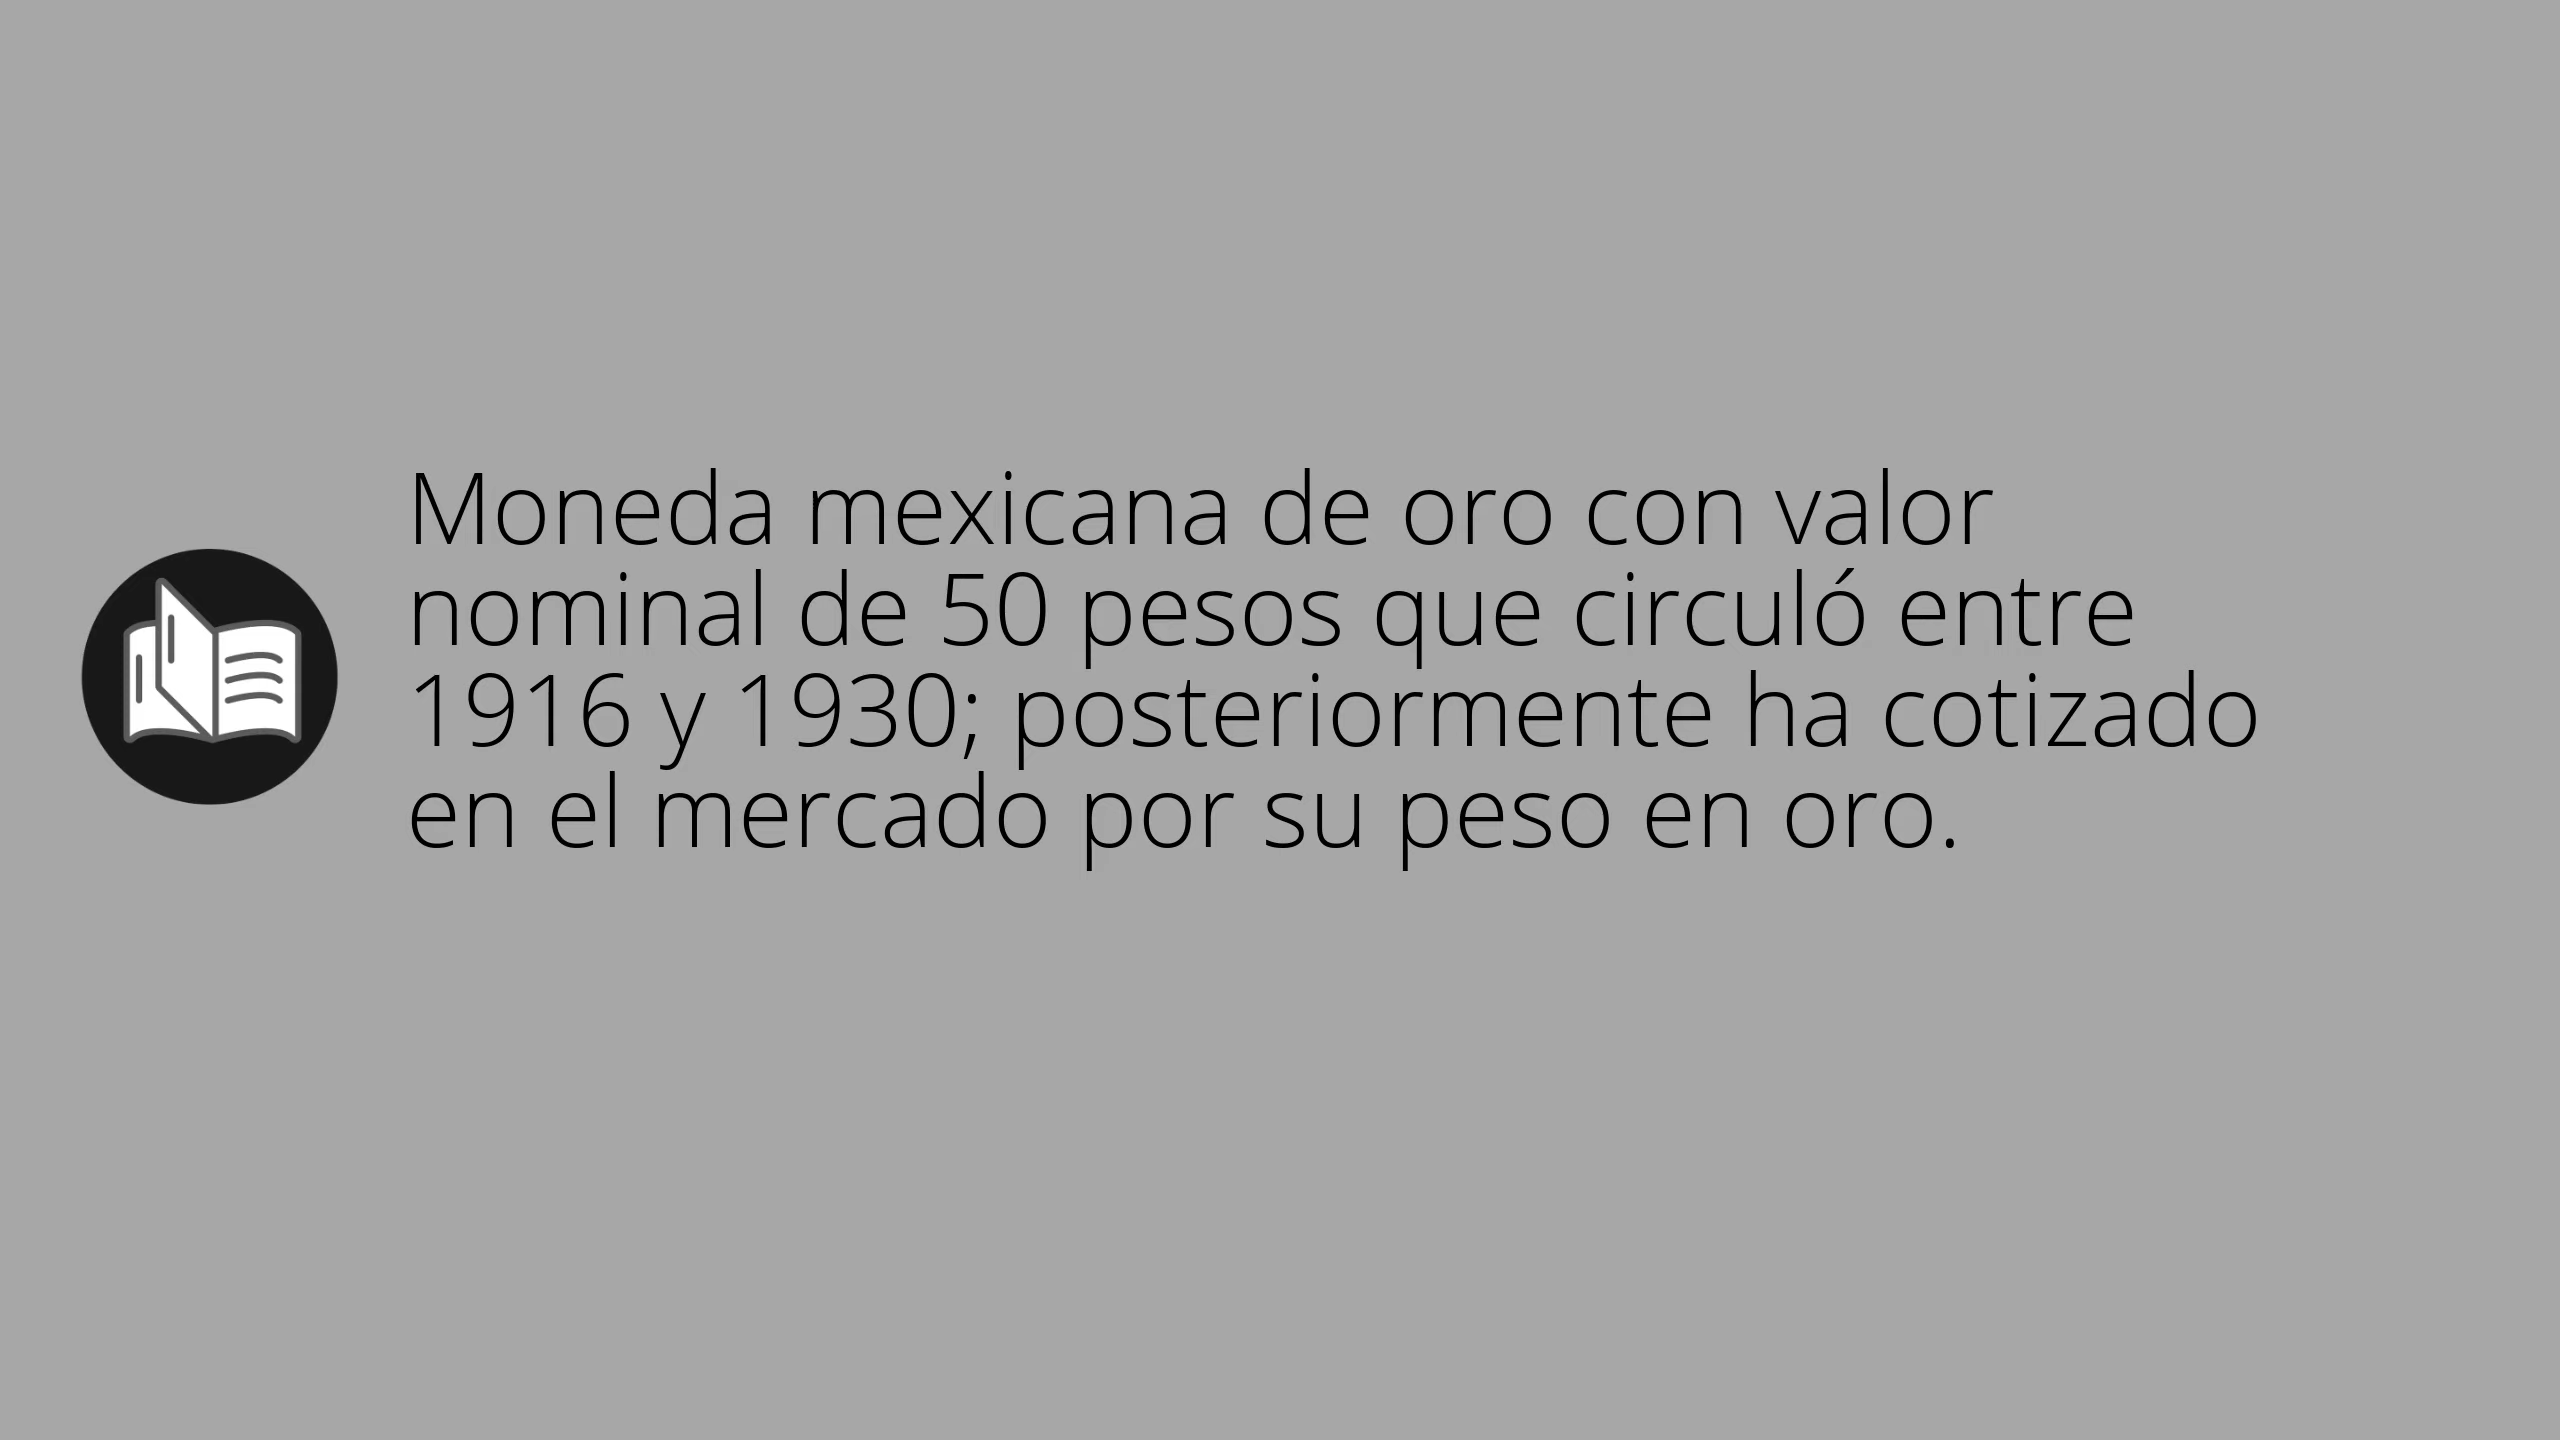 Moneda mexicana de oro con valor
nominal de 50 pesos que circuló entre
1916 y 1930; posteriormente ha cotizado
en el mercado por su peso en oro.